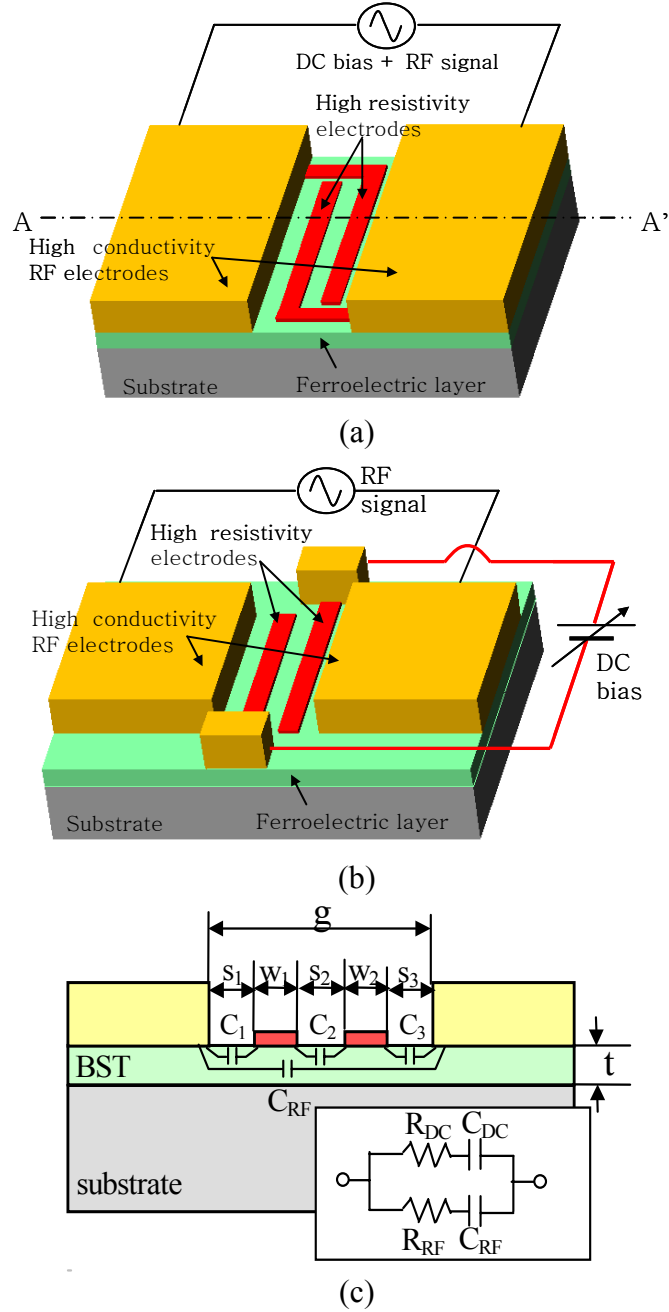 DC bias + RF signal
High resistivity
electrodes
A
A'
High conductivity
RF electrodes
Substrate
Ferroelectric layer
(a)
RF
signal
High resistivity
electrodes
High conductivity
RF electrodes
DC
bias
Substrate
Ferroelectric layer
(b)
g
s1 w1 s2 w2 s3
C1 C2 C3
BST
t
CRF
substrate
RDC CDC
RRF CRF
(c)